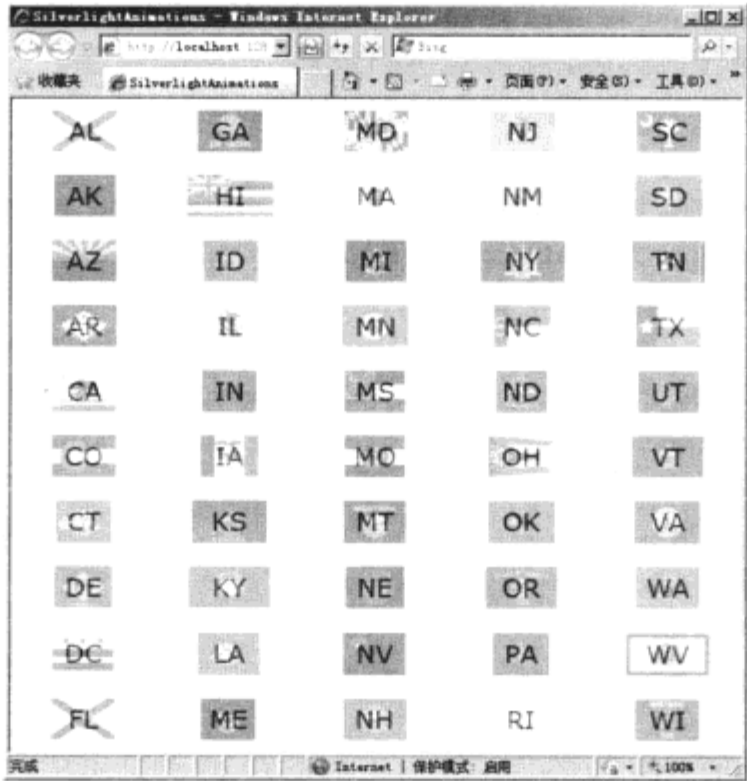 SilverlightAnimations - Windows Internet Explorer
http://localhost Bing
收藏夹 SilverlightAnimations 页面(P) 安全(S) 工具(O)
AL GA MD NJ SC
AK HI MA NM SD
AZ ID MI NY TN
AR IL MN NC TX
CA IN MS ND UT
CO IA MO OH VT
CT KS MT OK VA
DE KY NE OR WA
DC LA NV PA WV
FL ME NH RI WI
完成 Internet | 保护模式: 启用 100%